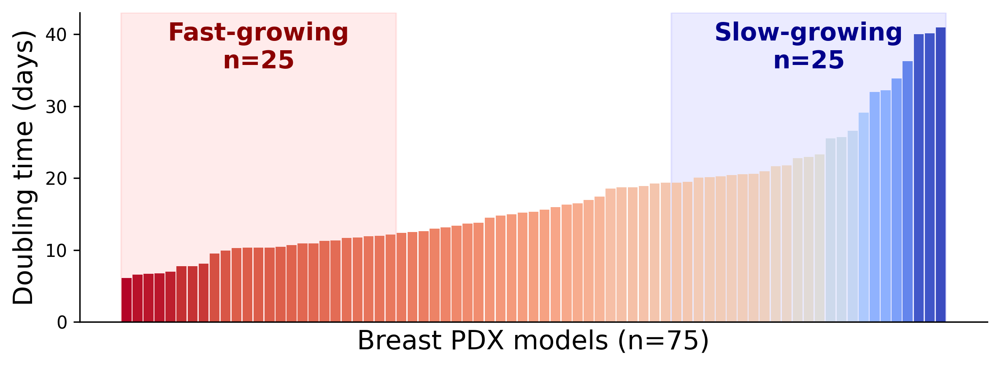 Fast-growing
n=25
Slow-growing
n=25
Doubling time (days)
40
30
20
10
0
Breast PDX models (n=75)